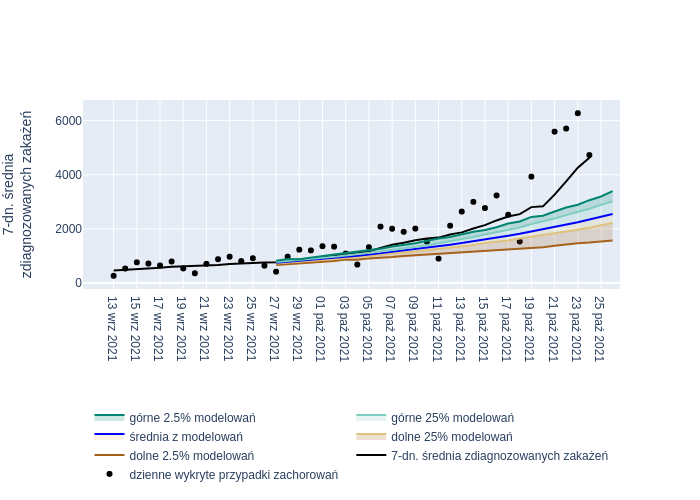 7-dn. średnia
zdiagnozowanych zakażeń
6000
4000
2000
0
13 wrz 2021
15 wrz 2021
17 wrz 2021
19 wrz 2021
21 wrz 2021
23 wrz 2021
25 wrz 2021
27 wrz 2021
29 wrz 2021
01 paź 2021
03 paź 2021
05 paź 2021
07 paź 2021
09 paź 2021
11 paź 2021
13 paź 2021
15 paź 2021
17 paź 2021
19 paź 2021
21 paź 2021
23 paź 2021
25 paź 2021
górne 2.5% modelowań
górne 25% modelowań
średnia z modelowań
dolne 25% modelowań
dolne 2.5% modelowań
7-dn. średnia zdiagnozowanych zakażeń
dzienne wykryte przypadki zachorowań